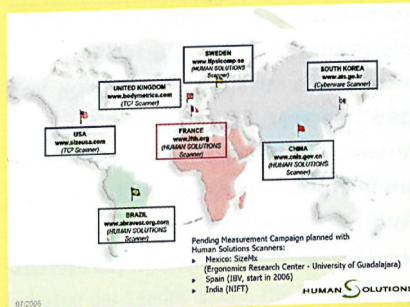 SWEDEN
www.tfpsicomp.se
(HUMAN SOLUTIONS
Scanner)
UNITED KINGDOM
www.bodymetrics.com
(TC² Scanner)
SOUTH KOREA
www.ats.go.kr
(Cyberware Scanner)
USA
www.sizeusa.com
(TC² Scanner)
FRANCE
www.ifth.org
(HUMAN SOLUTIONS
Scanner)
CHINA
www.cnis.gov.cn
(HUMAN SOLUTIONS
Scanner)
BRAZIL
www.abravest.org.com
(HUMAN SOLUTIONS
Scanner)
Pending Measurement Campaign planned with
Human Solutions Scanners:
▸ Mexico: SizeMx
(Ergonomics Research Center - University of Guadalajara)
▸ Spain (IBV, start in 2006)
▸ India (NIFT)
07/2006
HUMAN SOLUTIONS